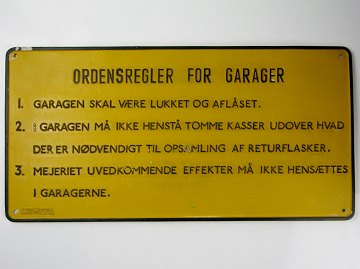 ORDENSREGLER FOR GARAGER
1. GARAGEN SKAL VÆRE LUKKET OG AFLÅSET.
2. I GARAGEN MÅ IKKE HENSTÅ TOMME KASSER UDOVER HVAD
DER ER NØDVENDIGT TIL OPSAMLING AF RETURFLASKER.
3. MEJERIET UVEDKOMMENDE EFFEKTER MÅ IKKE HENSÆTTES
I GARAGERNE.